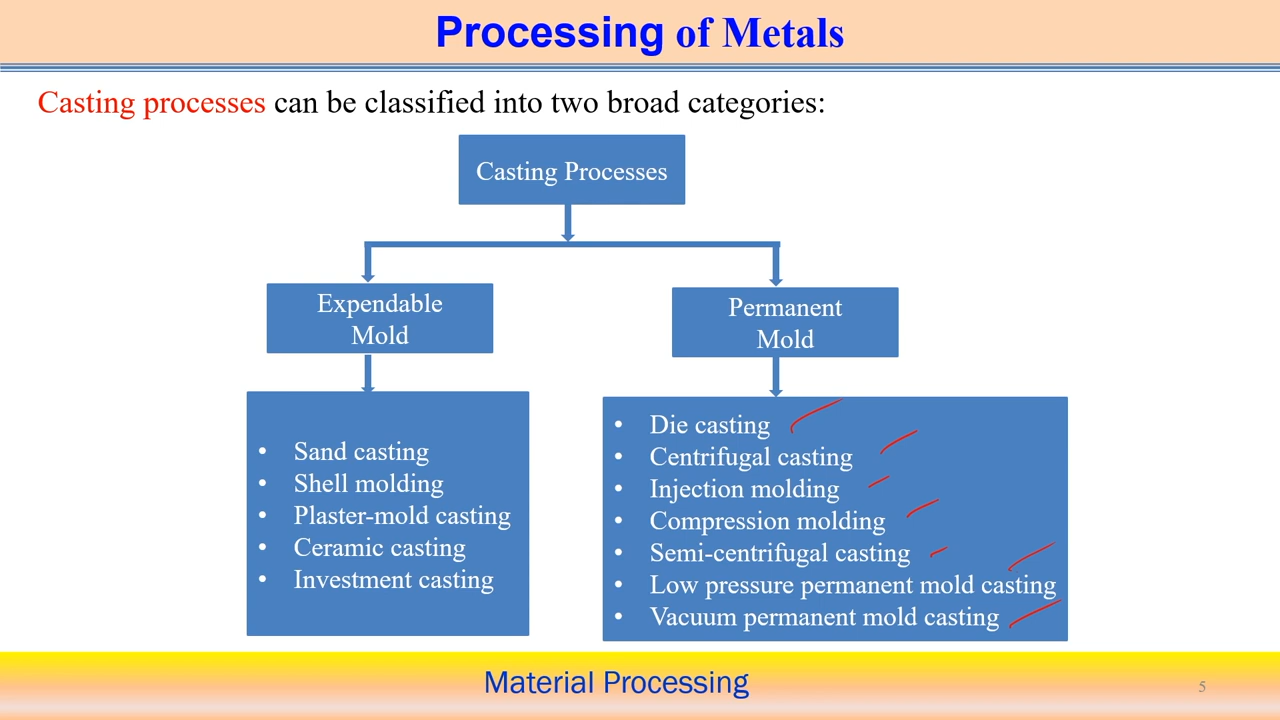 Processing of Metals
Casting processes can be classified into two broad categories:
Casting Processes
Expendable
Mold
Permanent
Mold
• Sand casting
• Shell molding
• Plaster-mold casting
• Ceramic casting
• Investment casting
• Die casting
• Centrifugal casting
• Injection molding
• Compression molding
• Semi-centrifugal casting
• Low pressure permanent mold casting
• Vacuum permanent mold casting
Material Processing
5